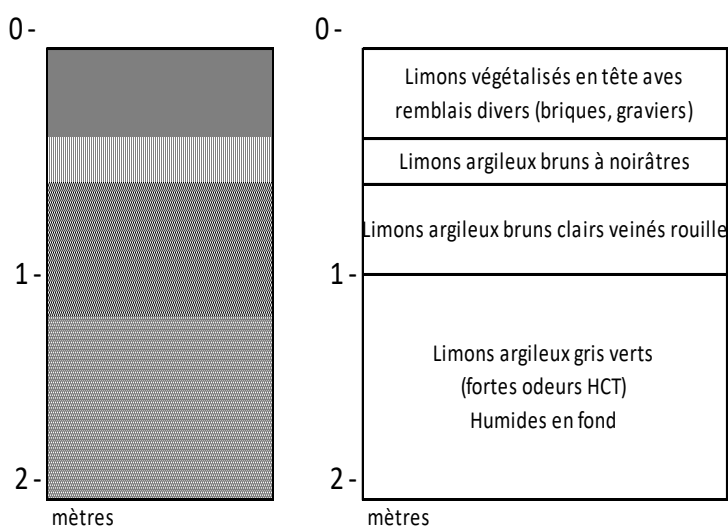 0-
0-
Limons végétalisés en tête aves
remblais divers (briques, graviers)
Limons argileux bruns à noirâtres
Limons argileux bruns clairs veinés rouille
1-
1-
Limons argileux gris verts
(fortes odeurs HCT)
Humides en fond
2-
2-
mètres
mètres